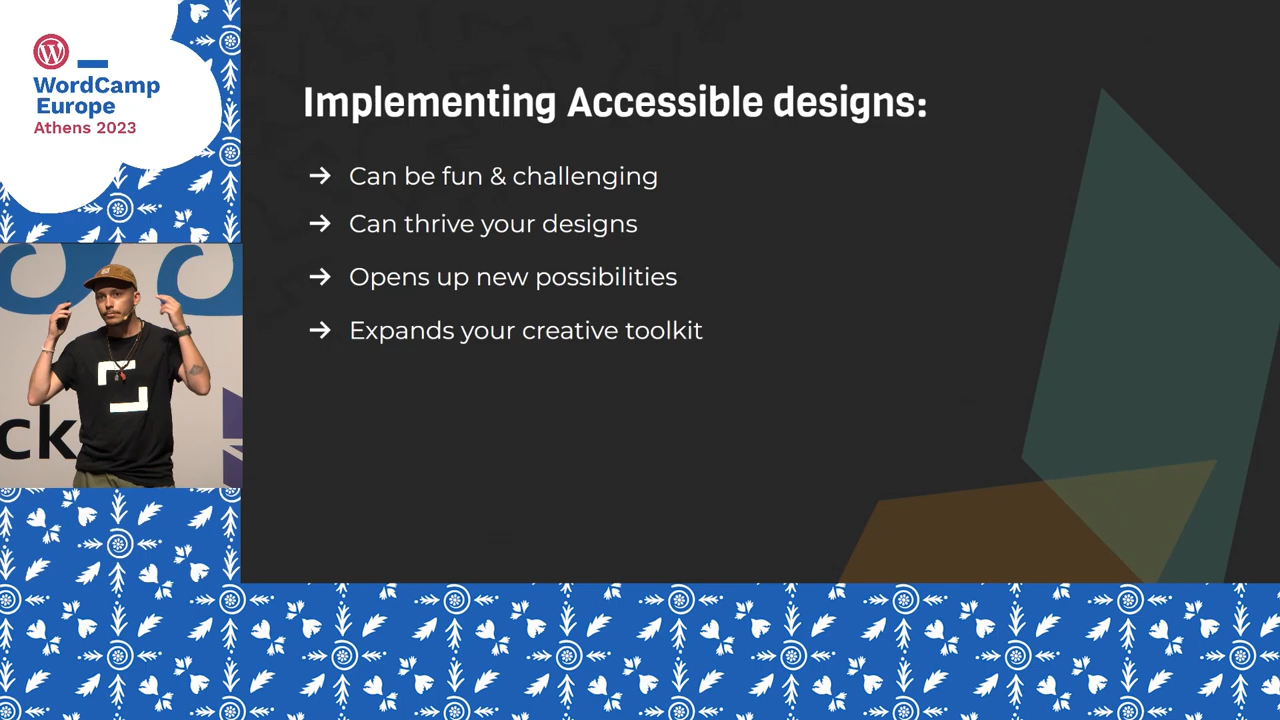 WordCamp
Europe
Athens 2023
Implementing Accessible designs:
→ Can be fun & challenging
→ Can thrive your designs
→ Opens up new possibilities
→ Expands your creative toolkit
ck